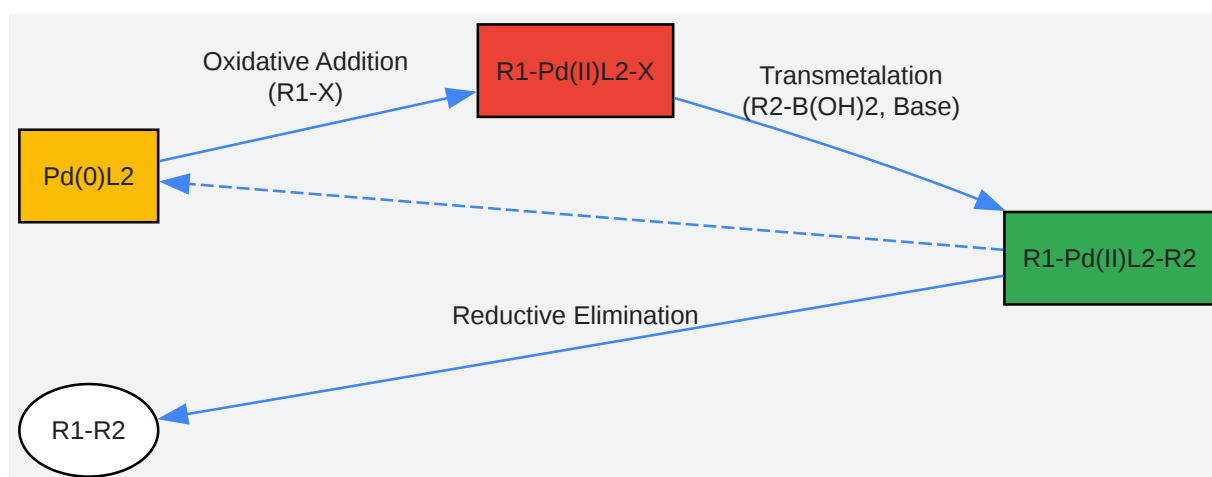 Oxidative Addition
(R1-X)
R1-Pd(II)L2-X
Transmetalation
(R2-B(OH)2, Base)
Pd(0)L2
R1-Pd(II)L2-R2
Reductive Elimination
R1-R2